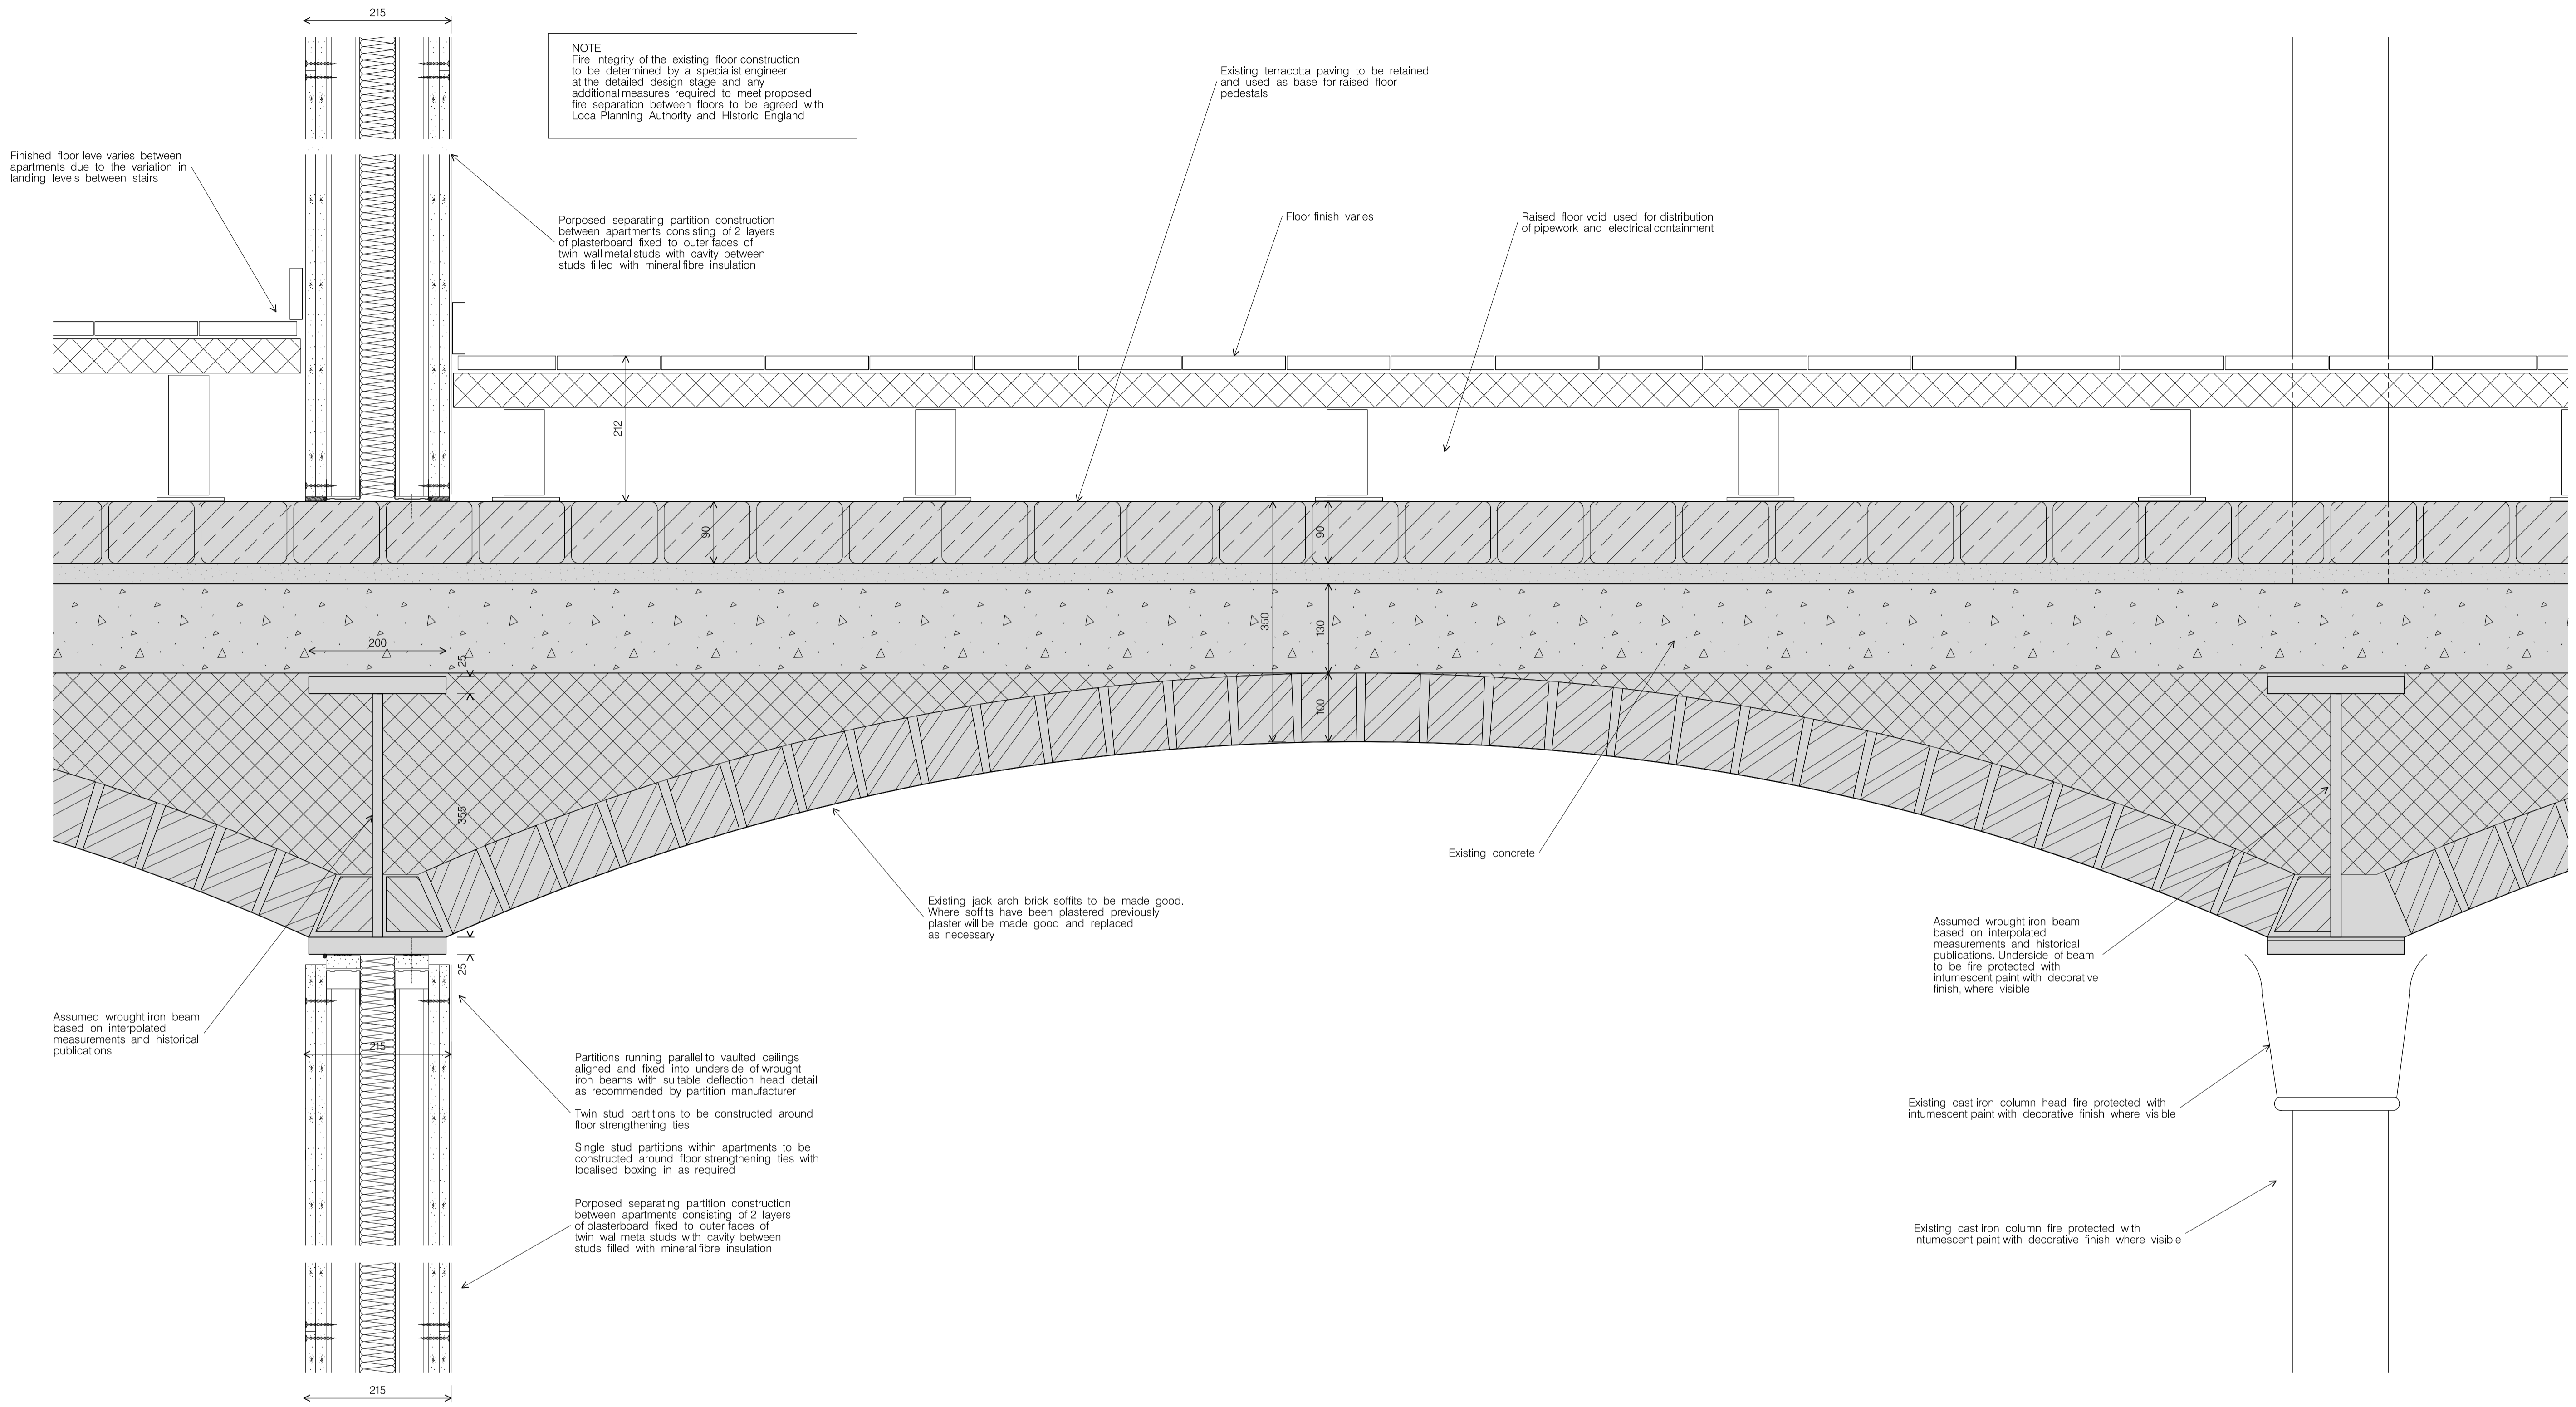 215
NOTE
Fire integrity of the existing floor construction
to be determined by a specialist engineer
at the detailed design stage and any
additional measures required to meet proposed
fire separation between floors to be agreed with
Local Planning Authority and Historic England
Existing terracotta paving to be retained
and used as base for raised floor
pedestals
Finished floor level varies between
apartments due to the variation in
landing levels between stairs
Porposed separating partition construction
between apartments consisting of 2 layers
of plasterboard fixed to outer faces of
twin wall metal studs with cavity between
studs filled with mineral fibre insulation
Floor finish varies
Raised floor void used for distribution
of pipework and electrical containment
212
90
90
350
130
200
25
100
355
25
Existing concrete
Existing jack arch brick soffits to be made good.
Where soffits have been plastered previously,
plaster will be made good and replaced
as necessary
Assumed wrought iron beam
based on interpolated
measurements and historical
publications. Underside of beam
to be fire protected with
intumescent paint with decorative
finish, where visible
Assumed wrought iron beam
based on interpolated
measurements and historical
publications
215
Partitions running parallel to vaulted ceilings
aligned and fixed into underside of wrought
iron beams with suitable deflection head detail
as recommended by partition manufacturer
Twin stud partitions to be constructed around
floor strengthening ties
Single stud partitions within apartments to be
constructed around floor strengthening ties with
localised boxing in as required
Porposed separating partition construction
between apartments consisting of 2 layers
of plasterboard fixed to outer faces of
twin wall metal studs with cavity between
studs filled with mineral fibre insulation
Existing cast iron column head fire protected with
intumescent paint with decorative finish where visible
Existing cast iron column fire protected with
intumescent paint with decorative finish where visible
215